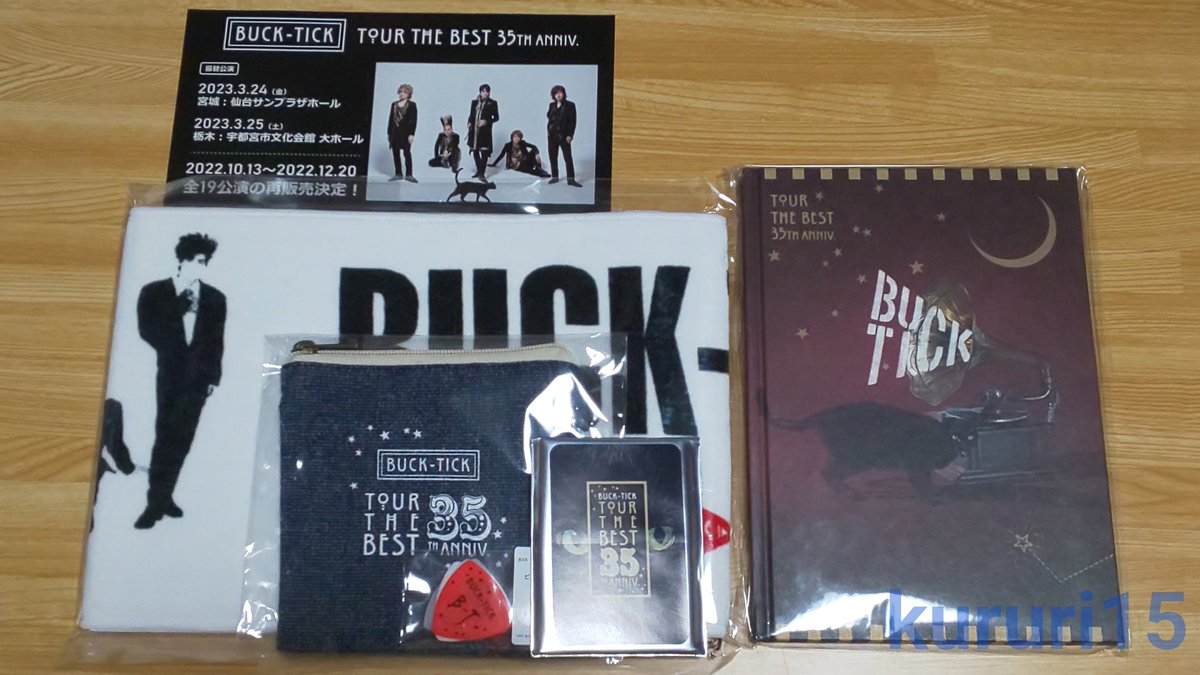 BUCK-TICK TOUR THE BEST 35TH ANNIV.
振替公演
2023.3.24(金)
宮城:仙台サンプラザホール
2023.3.25(土)
栃木:宇都宮市文化会館 大ホール
2022.10.13~2022.12.20
全19公演の再販売決定!
BUCK-
BUCK-TICK
TOUR
THE
BEST
35
TH ANNIV.
BUCK-TICK
B-T
BUCK-TICK
TOUR
THE
BEST
35
TH ANNIV.
TOUR
THE BEST
35TH ANNIV.
BUCK
TICK
kururi15